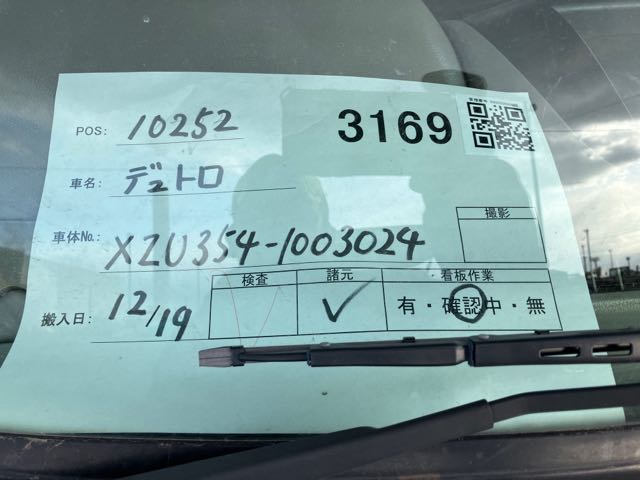 POS: 10252
3169
車名: デュトロ
車体No.: XZU354-1003024
撮影
搬入日: 12/19
検査 諸元 看板作業
✓ 有・確認中・無